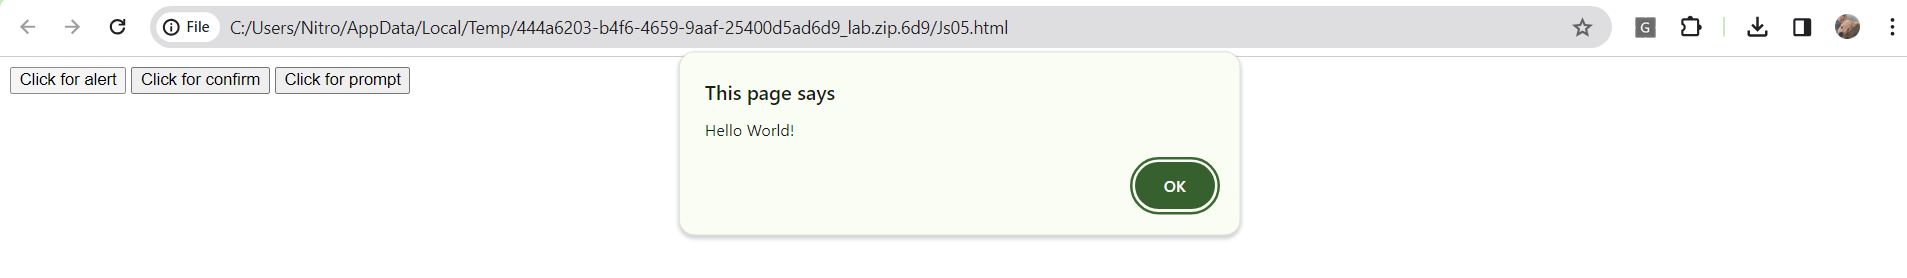 File C:/Users/Nitro/AppData/Local/Temp/444a6203-b4f6-4659-9aaf-25400d5ad6d9_lab.zip.6d9/Js05.html
G
Click for alert Click for confirm Click for prompt
This page says
Hello World!
OK